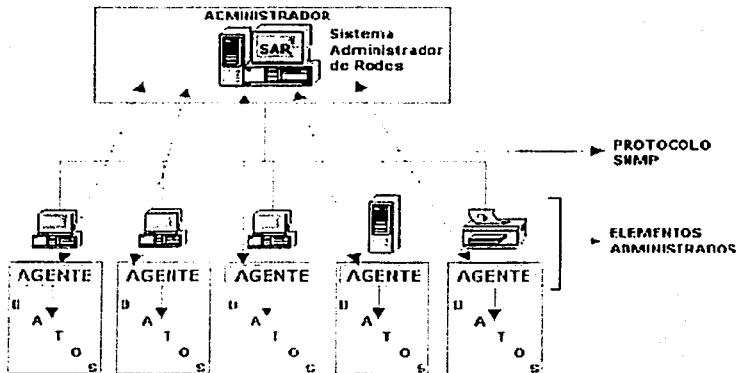 ADMINISTRADOR
SAR
Sistema
Administrador
de Redes
PROTOCOLO
SNMP
ELEMENTOS
ADMINISTRADOS
AGENTE
D A T O S
AGENTE
D A T O S
AGENTE
D A T O S
AGENTE
D A T O S
AGENTE
D A T O S